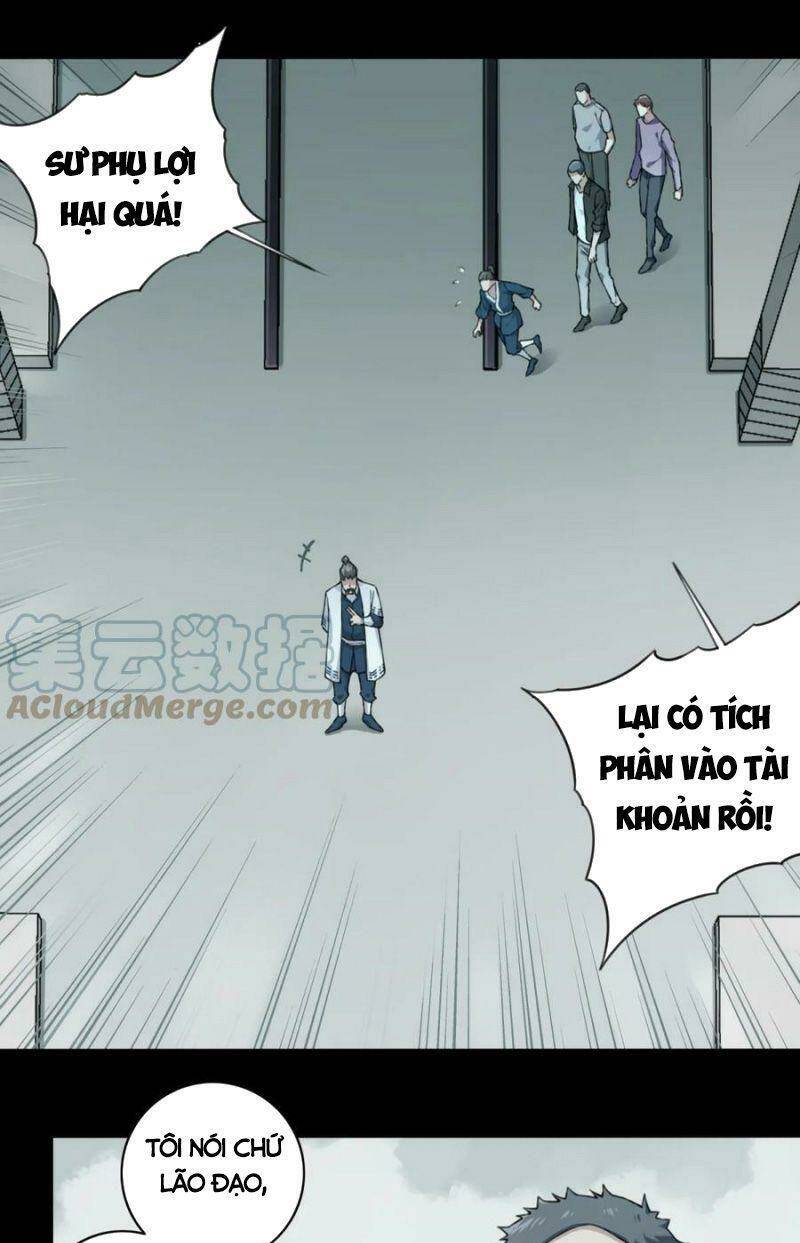 SƯ PHỤ LỢI
HẠI QUÁ!
集云数据
ACloudMerge.com
LẠI CÓ TÍCH
PHÂN VÀO TÀI
KHOẢN RỒI!
TÔI NÓI CHỨ
LÃO ĐẠO,